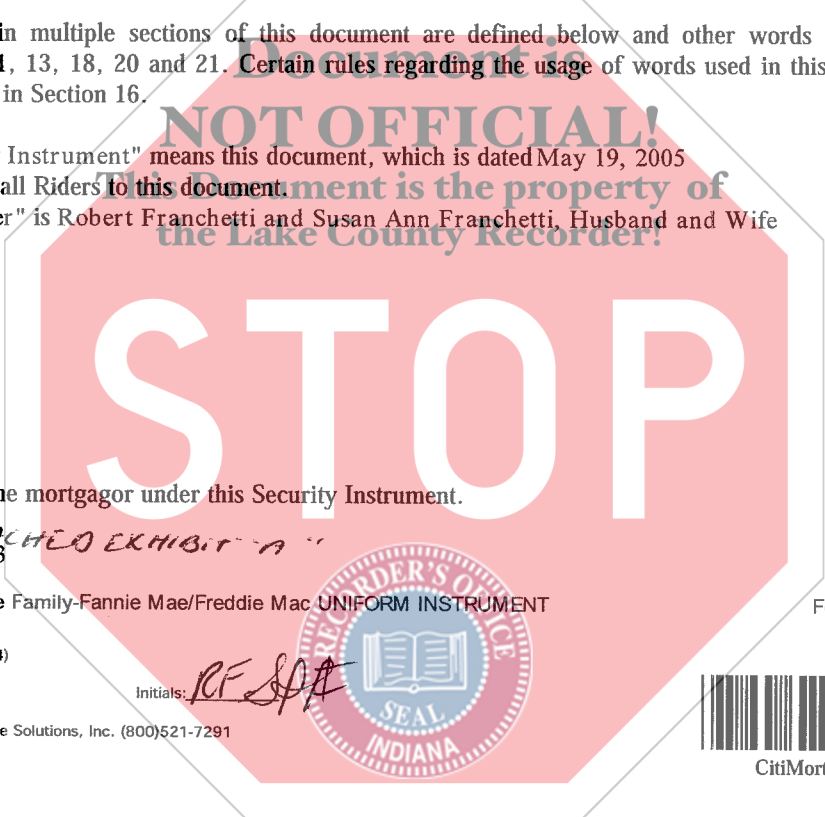 in multiple sections of this document are defined below and other words
1, 13, 18, 20 and 21. Certain rules regarding the usage of words used in this
in Section 16.
Document is
NOT OFFICIAL!
This Document is the property of
the Lake County Recorder!
Instrument" means this document, which is dated May 19, 2005
all Riders to this document.
er" is Robert Franchetti and Susan Ann Franchetti, Husband and Wife
STOP
he mortgagor under this Security Instrument.
CHED EXHIBIT "A"
e Family-Fannie Mae/Freddie Mac UNIFORM INSTRUMENT
F
RECORDER'S OFFICE
SEAL
INDIANA
Initials: RF SAF
e Solutions, Inc. (800)521-7291
CitiMort